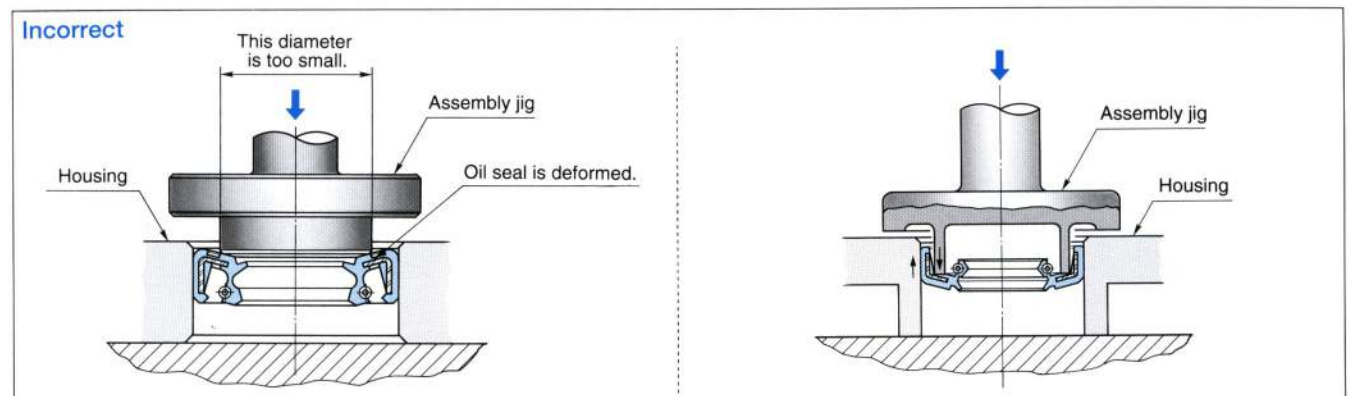 Incorrect
This diameter
is too small.
Assembly jig
Housing
Oil seal is deformed.
Assembly jig
Housing